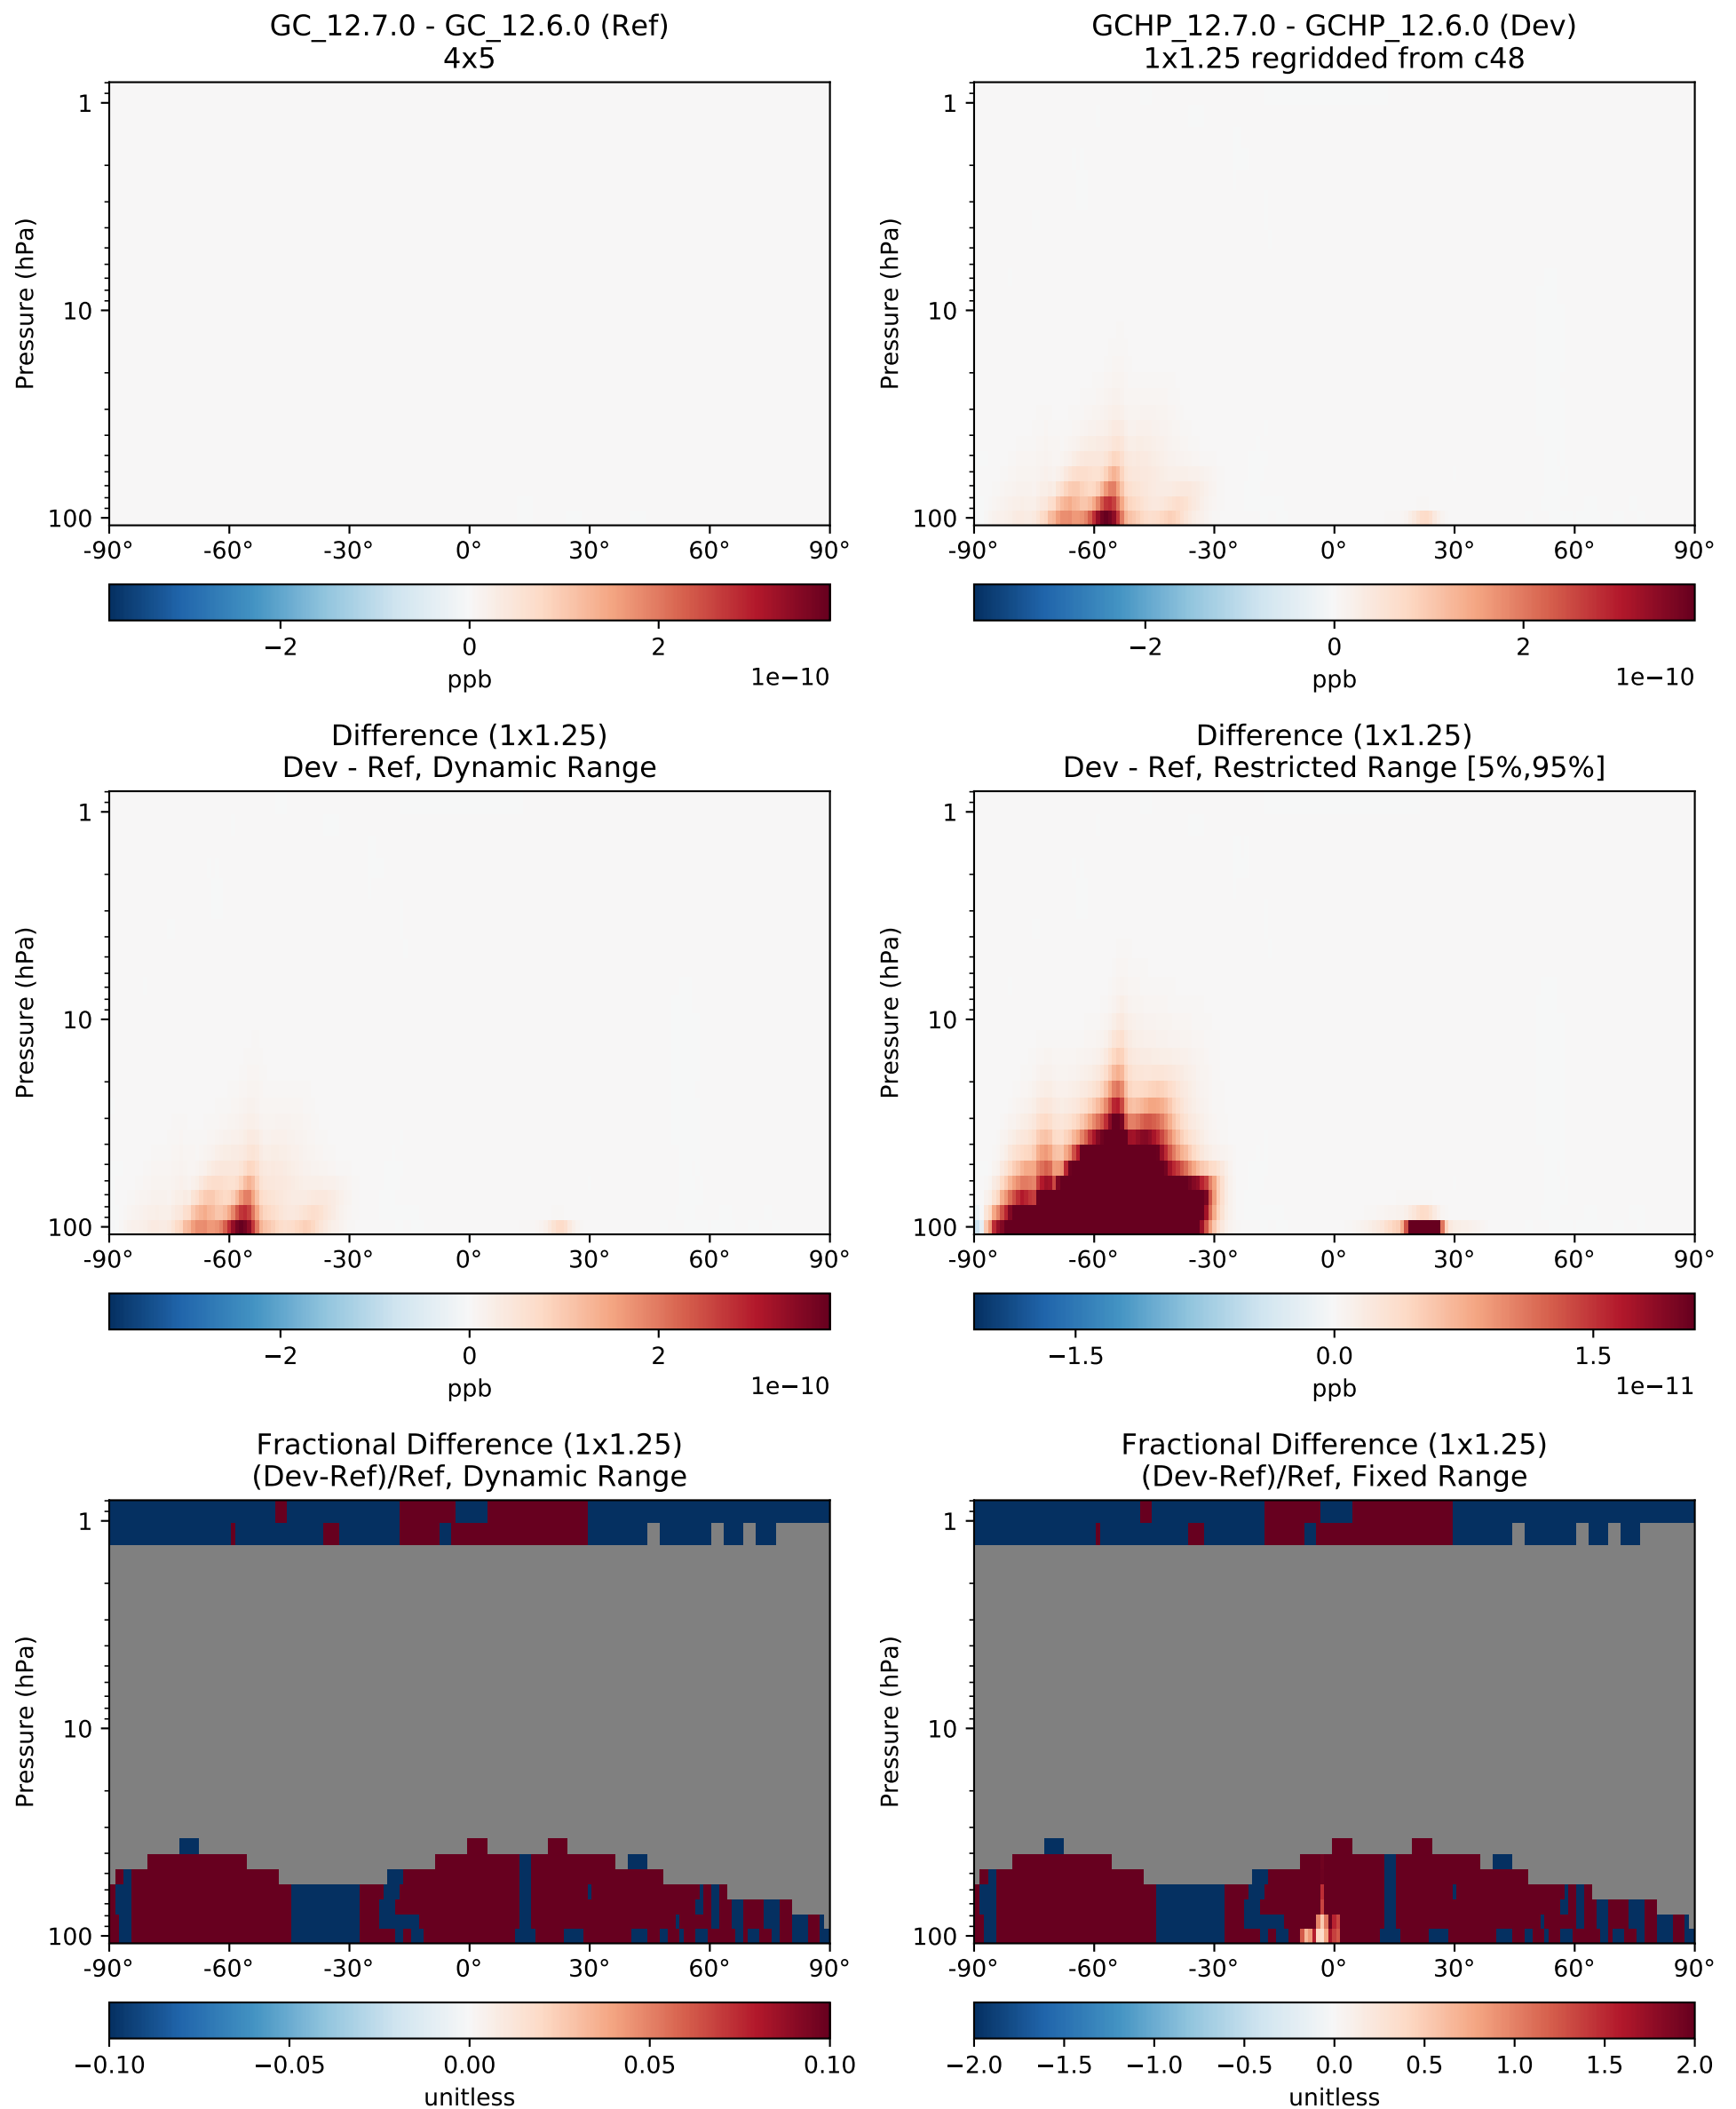 GC_12.7.0 - GC_12.6.0 (Ref)
4x5
Pressure (hPa)
1
10
100
-90° -60° -30° 0° 30° 60° 90°
−2 0 2
1e−10
ppb
GCHP_12.7.0 - GCHP_12.6.0 (Dev)
1x1.25 regridded from c48
Pressure (hPa)
1
10
100
-90° -60° -30° 0° 30° 60° 90°
−2 0 2
1e−10
ppb
Difference (1x1.25)
Dev - Ref, Dynamic Range
Pressure (hPa)
1
10
100
-90° -60° -30° 0° 30° 60° 90°
−2 0 2
1e−10
ppb
Difference (1x1.25)
Dev - Ref, Restricted Range [5%,95%]
Pressure (hPa)
1
10
100
-90° -60° -30° 0° 30° 60° 90°
−1.5 0.0 1.5
1e−11
ppb
Fractional Difference (1x1.25)
(Dev-Ref)/Ref, Dynamic Range
Pressure (hPa)
1
10
100
-90° -60° -30° 0° 30° 60° 90°
−0.10 −0.05 0.00 0.05 0.10
unitless
Fractional Difference (1x1.25)
(Dev-Ref)/Ref, Fixed Range
Pressure (hPa)
1
10
100
-90° -60° -30° 0° 30° 60° 90°
−2.0 −1.5 −1.0 −0.5 0.0 0.5 1.0 1.5 2.0
unitless